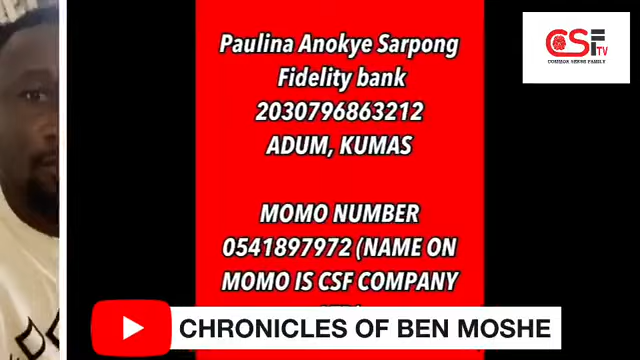 Paulina Anokye Sarpong
Fidelity bank
2030796863212
ADUM, KUMAS
MOMO NUMBER
0541897972 (NAME ON
MOMO IS CSF COMPANY
CSF TV
COMMON SENSE FAMILY
CHRONICLES OF BEN MOSHE